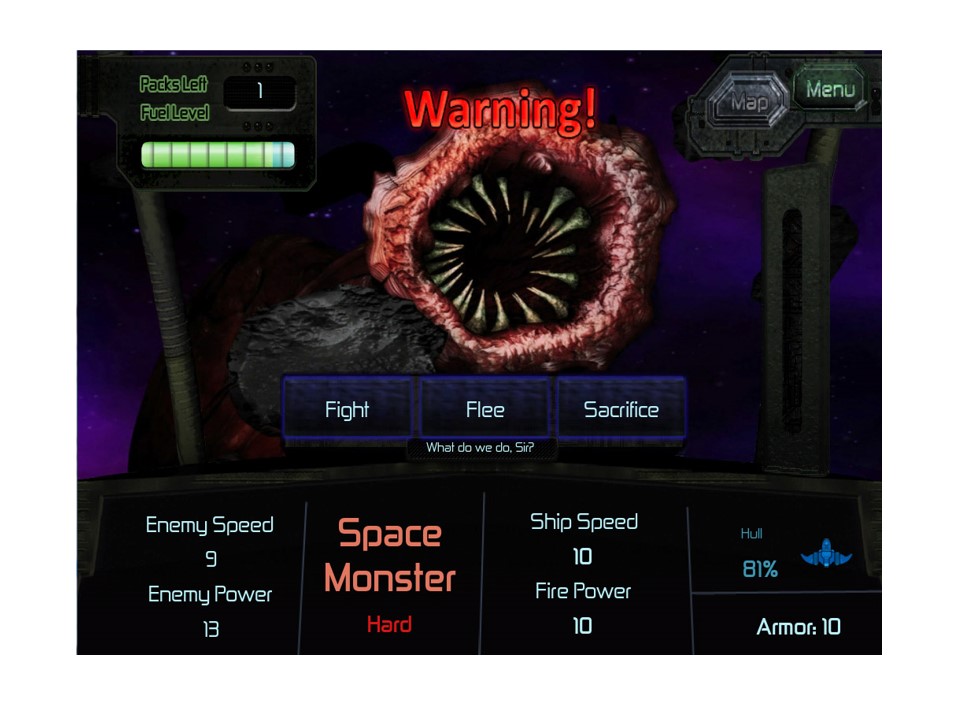 Packs Left
1
Fuel Level
Warning!
Map
Menu
Fight
Flee
Sacrifice
What do we do, Sir?
Enemy Speed
9
Enemy Power
13
Space
Monster
Hard
Ship Speed
10
Fire Power
10
Hull
81%
Armor: 10